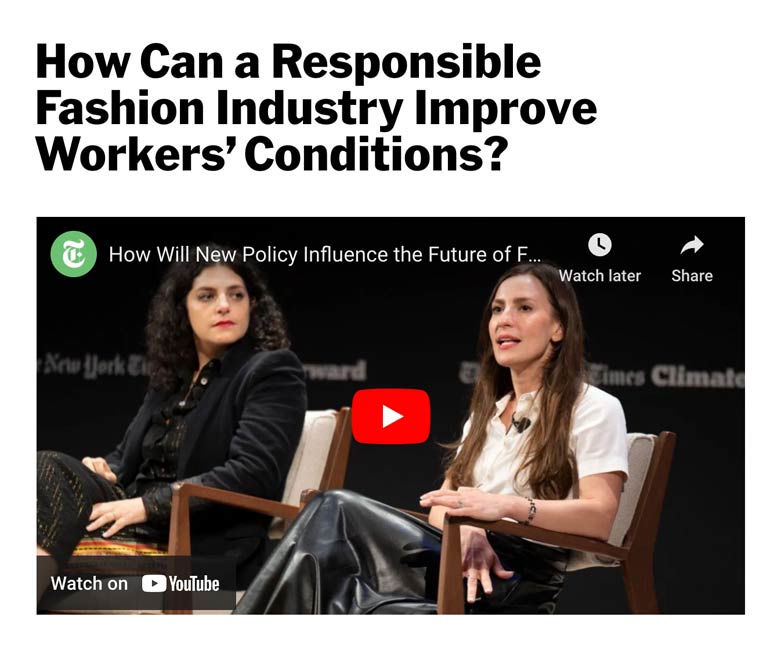 How Can a Responsible
Fashion Industry Improve
Workers’ Conditions?
How Will New Policy Influence the Future of F...
Watch later
Share
New York Ti
rward
Times Climate
Watch on YouTube